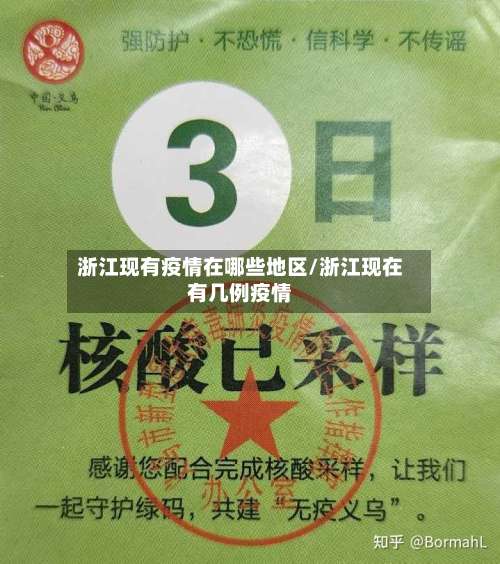 强防护·不恐慌·信科学·不传谣
中国·义乌
3日
浙江现有疫情在哪些地区/浙江现在
有几例疫情
核酸已采样
感谢您配合完成核酸采样，让我们
一起守护绿码，共建“无疫义乌”。
办公室
知乎 @BormahL